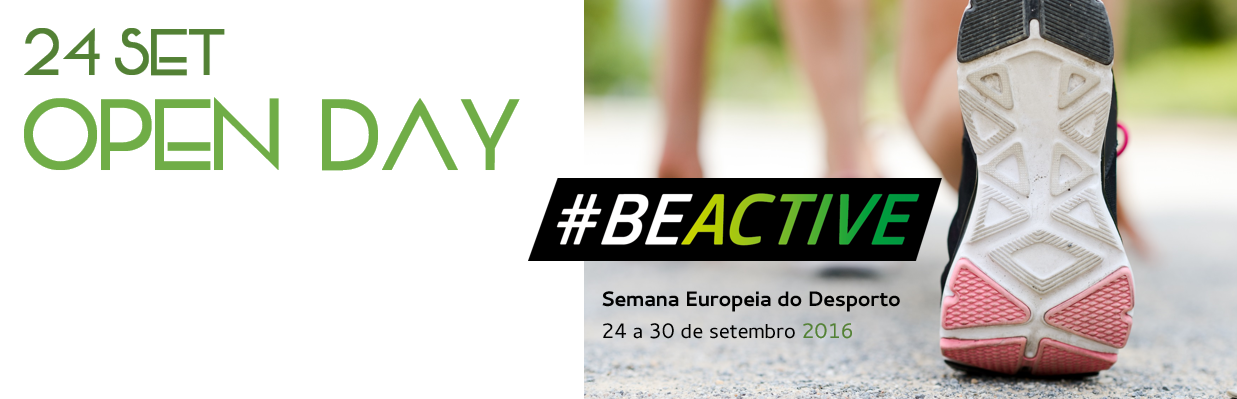 24 SET
OPEN DAY
#BEACTIVE
Semana Europeia do Desporto
24 a 30 de setembro 2016